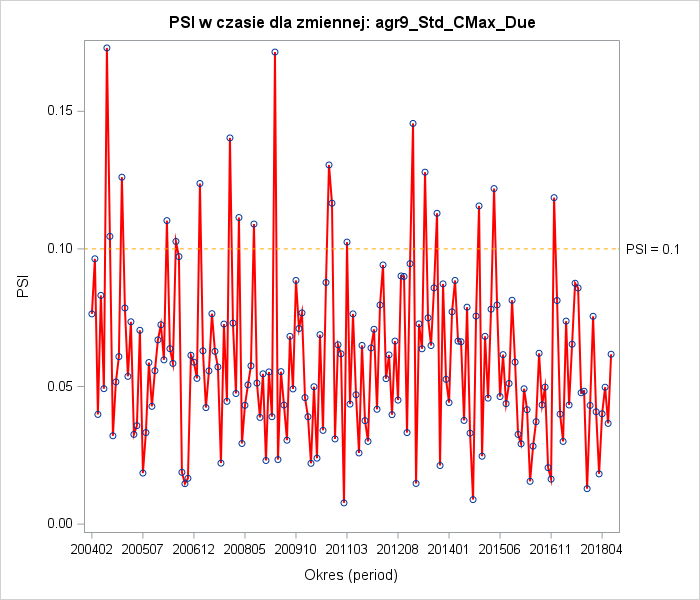 PSI w czasie dla zmiennej: agr9_Std_CMax_Due
0.15
0.10
0.05
0.00
PSI
PSI = 0.1
200402 200507 200612 200805 200910 201103 201208 201401 201506 201611 201804
Okres (period)